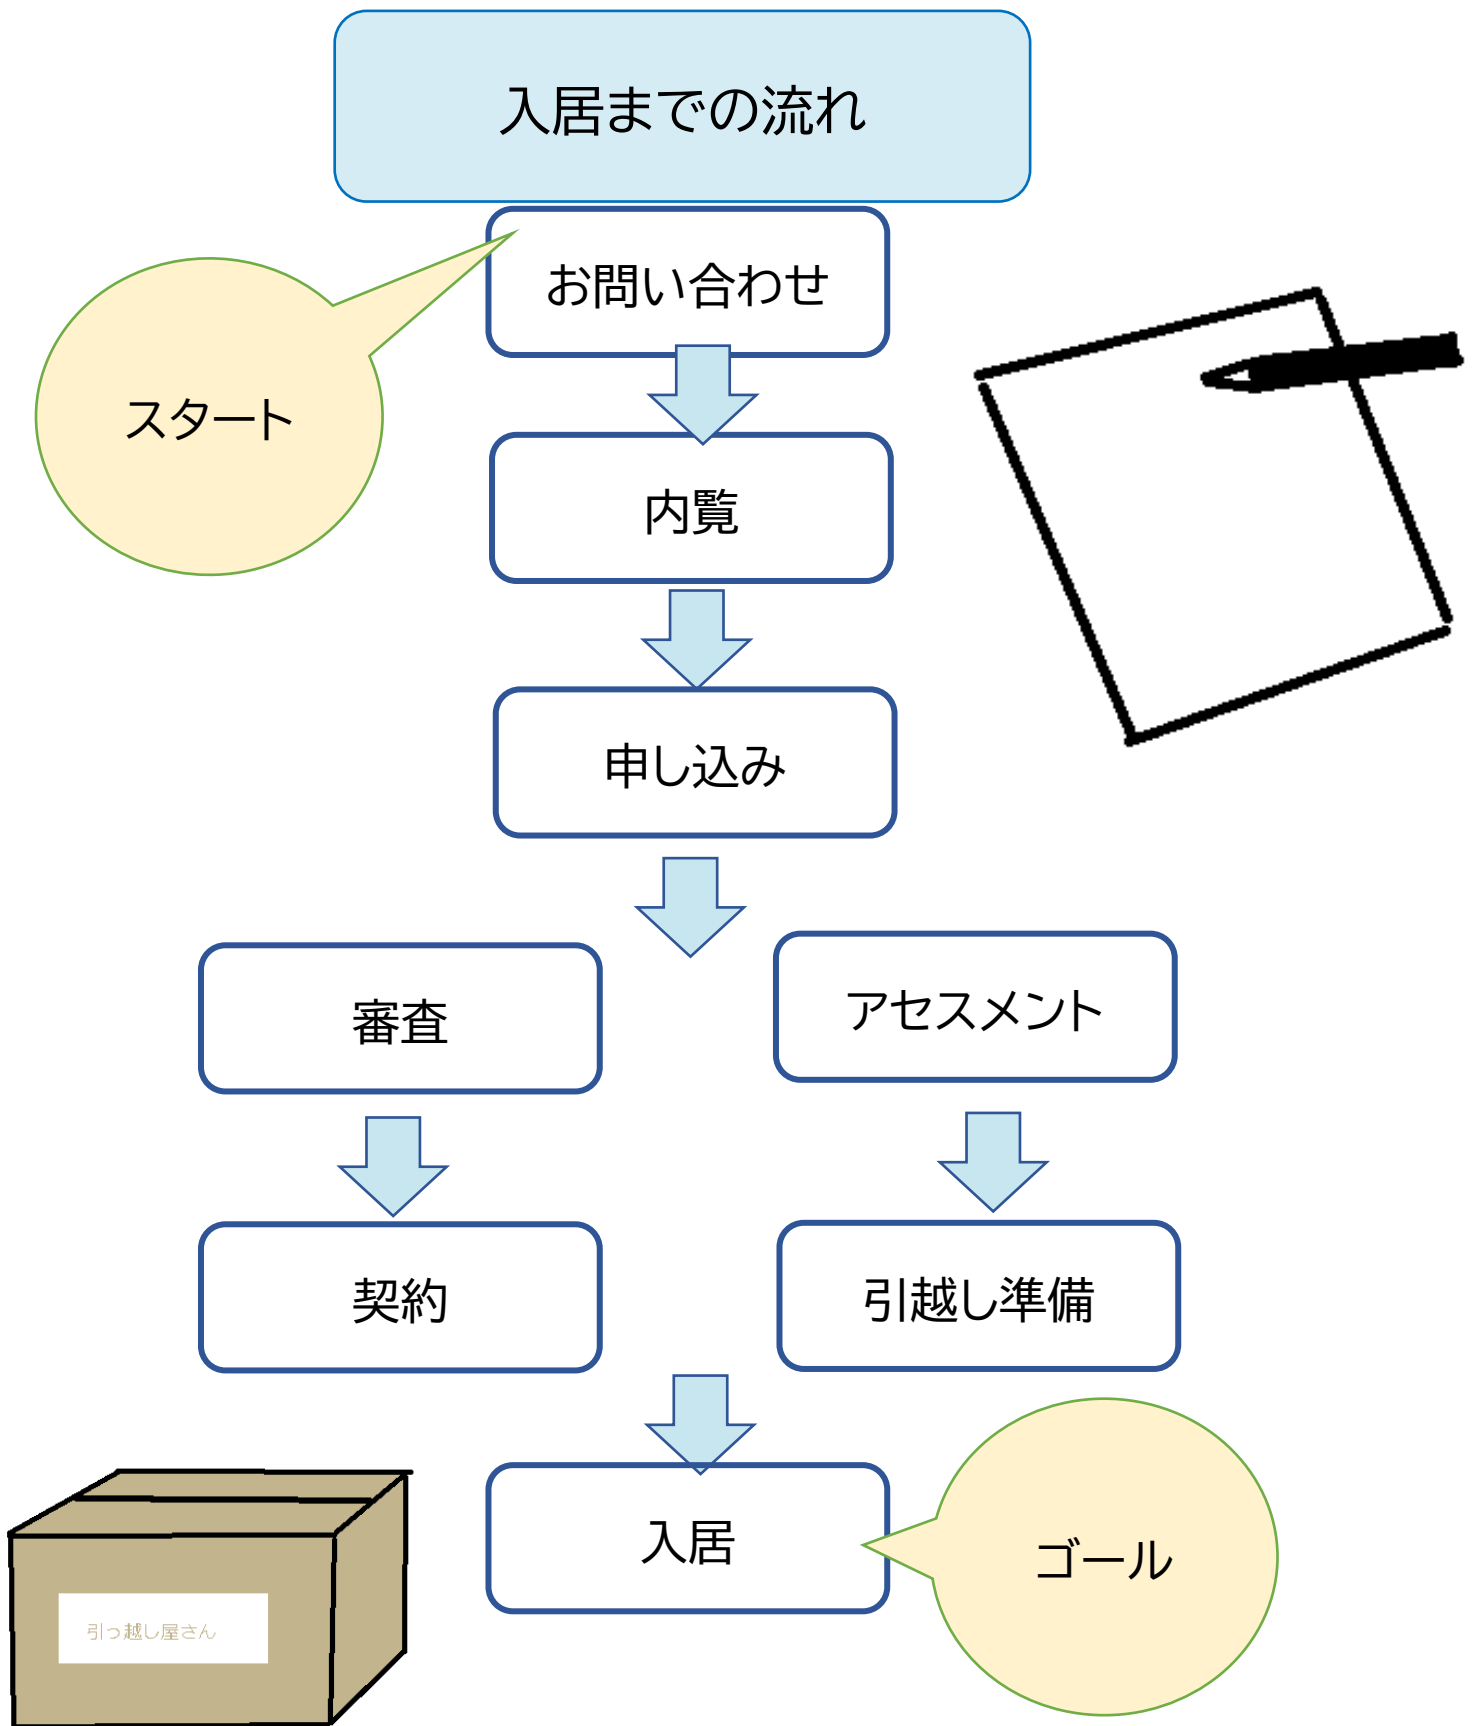 入居までの流れ
お問い合わせ
スタート
内覧
申し込み
審査
アセスメント
契約
引越し準備
入居
ゴール
引っ越し屋さん